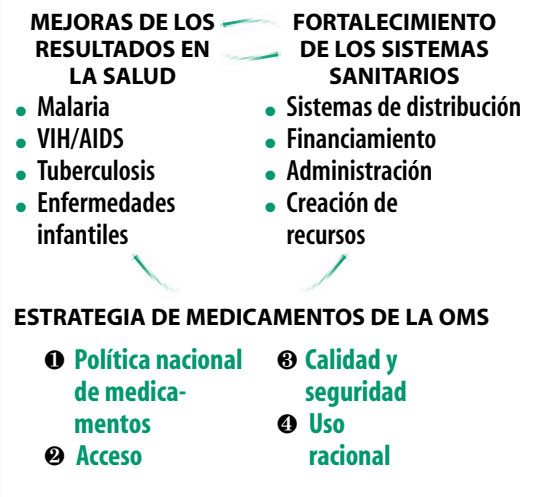 MEJORAS DE LOS
RESULTADOS EN
LA SALUD
• Malaria
• VIH/AIDS
• Tuberculosis
• Enfermedades
infantiles
FORTALECIMIENTO
DE LOS SISTEMAS
SANITARIOS
• Sistemas de distribución
• Financiamiento
• Administración
• Creación de
recursos
ESTRATEGIA DE MEDICAMENTOS DE LA OMS
❶ Política nacional
de medica-
mentos
❷ Acceso
❸ Calidad y
seguridad
❹ Uso
racional